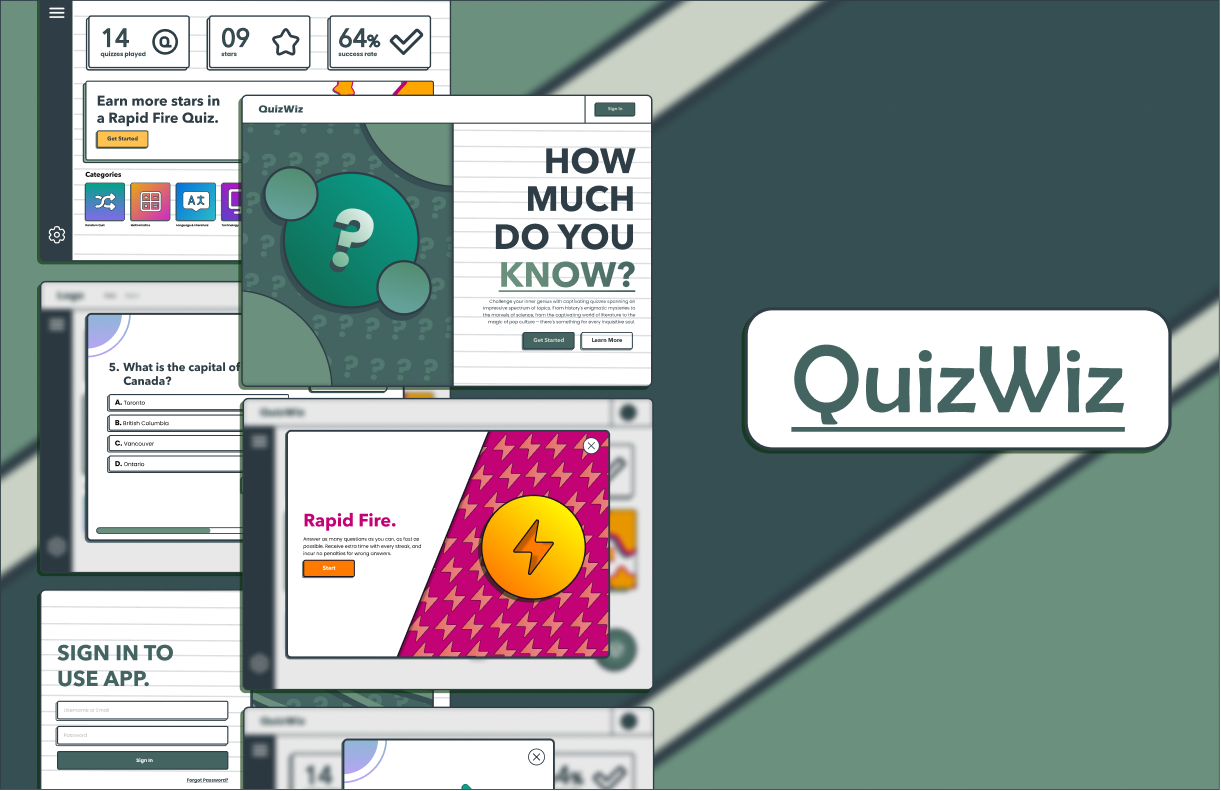 14
quizzes played
09
stars
64%
success rate
Earn more stars in
a Rapid Fire Quiz.
Get Started
Categories
Random Quiz
Mathematics
Language & Literature
Technology
QuizWiz
Sign In
HOW
MUCH
DO YOU
KNOW?
Challenge your inner genius with captivating quizzes spanning an
impressive spectrum of topics. From history's enigmatic mysteries to
the marvels of science, from the captivating world of literature to the
magic of pop culture – there's something for every inquisitive soul.
Get Started
Learn More
Logo
5. What is the capital of
Canada?
A. Toronto
B. British Columbia
C. Vancouver
D. Ontario
QuizWiz
Rapid Fire.
Answer as many questions as you can, as fast as
possible. Receive extra time with every streak, and
incur no penalties for wrong answers.
Start
SIGN IN TO
USE APP.
Username or Email
Password
Sign In
Forgot Password?
QuizWiz
14
4%
QuizWiz